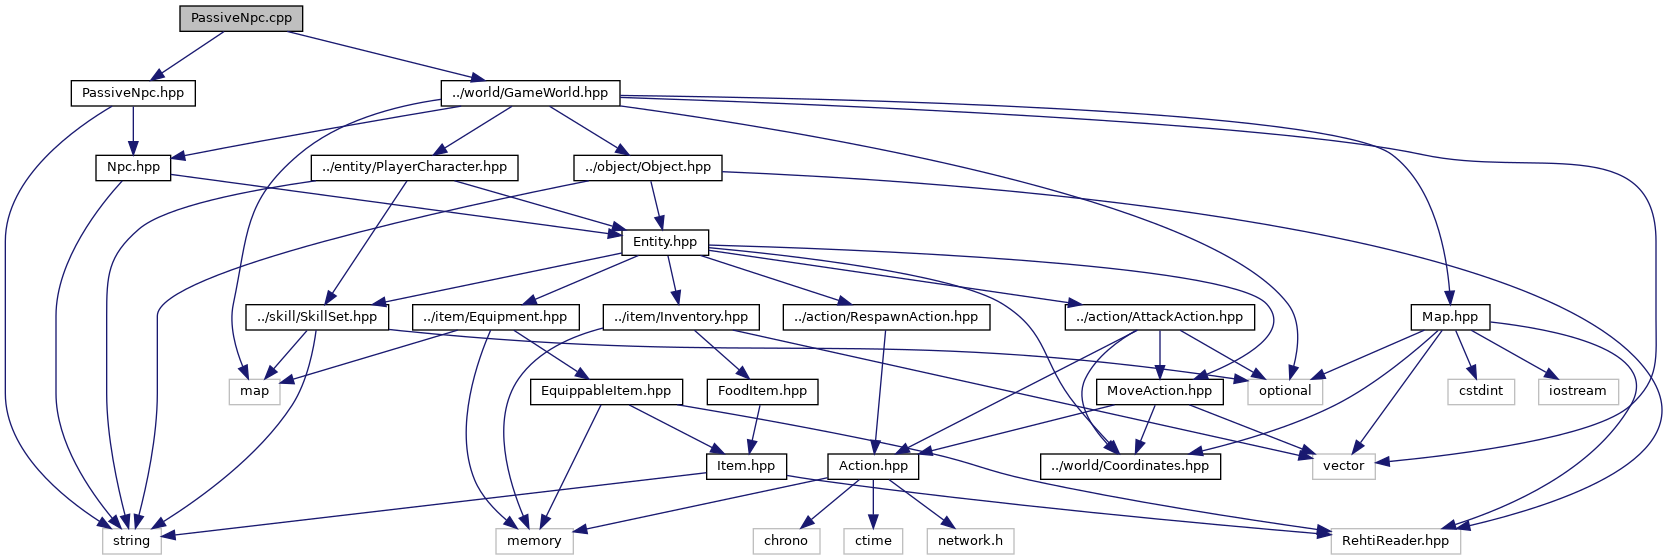 PassiveNpc.cpp
PassiveNpc.hpp
../world/GameWorld.hpp
Npc.hpp
../entity/PlayerCharacter.hpp
../object/Object.hpp
Entity.hpp
../skill/SkillSet.hpp
../item/Equipment.hpp
../item/Inventory.hpp
../action/RespawnAction.hpp
../action/AttackAction.hpp
Map.hpp
map
EquippableItem.hpp
FoodItem.hpp
MoveAction.hpp
optional
cstdint
iostream
Item.hpp
Action.hpp
../world/Coordinates.hpp
vector
string
memory
chrono
ctime
network.h
RehtiReader.hpp